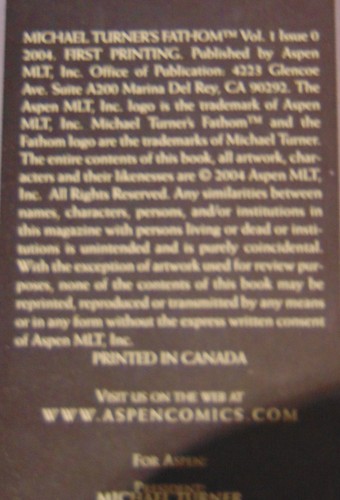 MICHAEL TURNER'S FATHOM™ Vol. 1 Issue 0
2004. FIRST PRINTING. Published by Aspen
MLT, Inc. Office of Publication: 4223 Glencoe
Ave. Suite A200 Marina Del Rey, CA 90292. The
Aspen MLT, Inc. logo is the trademark of Aspen
MLT, Inc. Michael Turner's Fathom™ and the
Fathom logo are the trademarks of Michael Turner.
The entire contents of this book, all artwork, char-
acters and their likenesses are © 2004 Aspen MLT,
Inc. All Rights Reserved. Any similarities between
names, characters, persons, and/or institutions in
this magazine with persons living or dead or insti-
tutions is unintended and is purely coincidental.
With the exception of artwork used for review pur-
poses, none of the contents of this book may be
reprinted, reproduced or transmitted by any means
or in any form without the express written consent
of Aspen MLT, Inc.
PRINTED IN CANADA
VISIT US ON THE WEB AT
WWW.ASPENCOMICS.COM
FOR ASPEN:
PRESIDENT:
MICHAEL TURNER